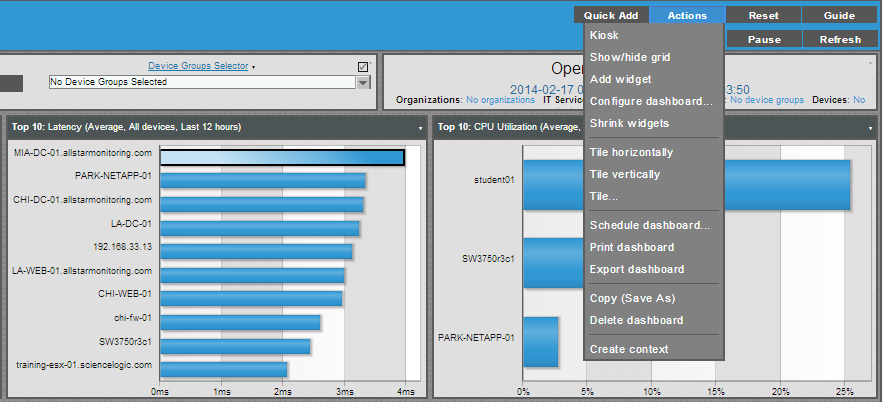 Quick Add
Actions
Reset
Guide
Pause
Refresh
Kiosk
Show/hide grid
Add widget
Configure dashboard...
Shrink widgets
Tile horizontally
Tile vertically
Tile...
Schedule dashboard...
Print dashboard
Export dashboard
Copy (Save As)
Delete dashboard
Create context
Device Groups Selector
No Device Groups Selected
Oper
2014-02-17 0
3:50
Organizations: No organizations IT Service
No device groups Devices: No
Top 10: Latency (Average, All devices, Last 12 hours)
MIA-DC-01.allstarmonitoring.com
PARK-NETAPP-01
CHI-DC-01.allstarmonitoring.com
LA-DC-01
192.168.33.13
LA-WEB-01.allstarmonitoring.com
CHI-WEB-01
chi-fw-01
SW3750r3c1
training-esx-01.sciencelogic.com
0ms 1ms 2ms 3ms 4ms
Top 10: CPU Utilization (Average,
student01
SW3750r3c1
PARK-NETAPP-01
0% 5% 10% 15% 20% 25%